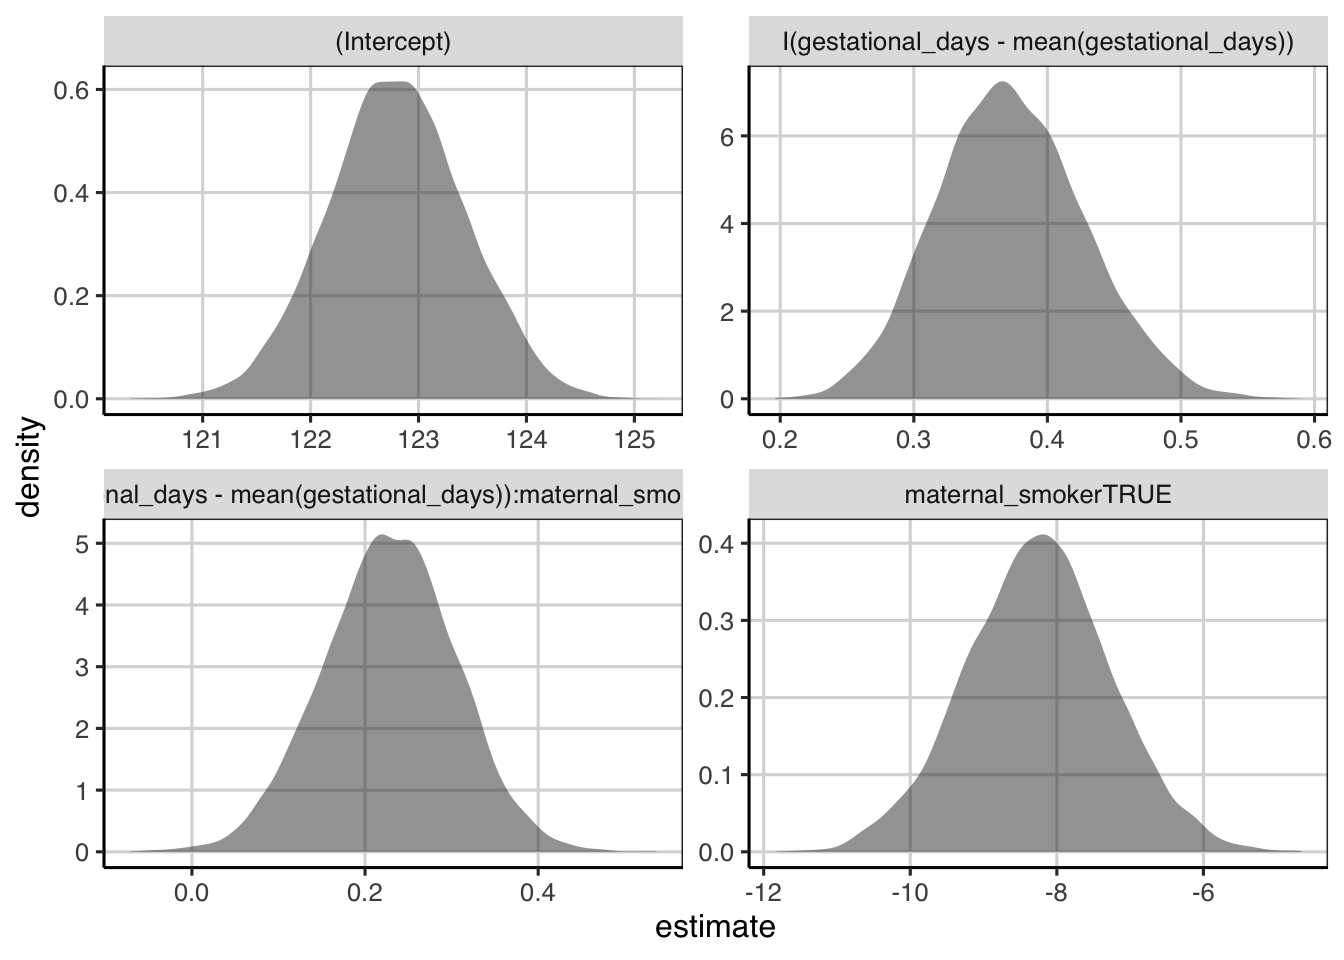 (Intercept)
I(gestational_days - mean(gestational_days))
0.6
0.4
0.2
0.0
121 122 123 124 125
6
4
2
0
0.2 0.3 0.4 0.5 0.6
density
nal_days - mean(gestational_days)):maternal_smo
maternal_smokerTRUE
5
4
3
2
1
0
0.0 0.2 0.4
0.4
0.3
0.2
0.1
0.0
-12 -10 -8 -6
estimate